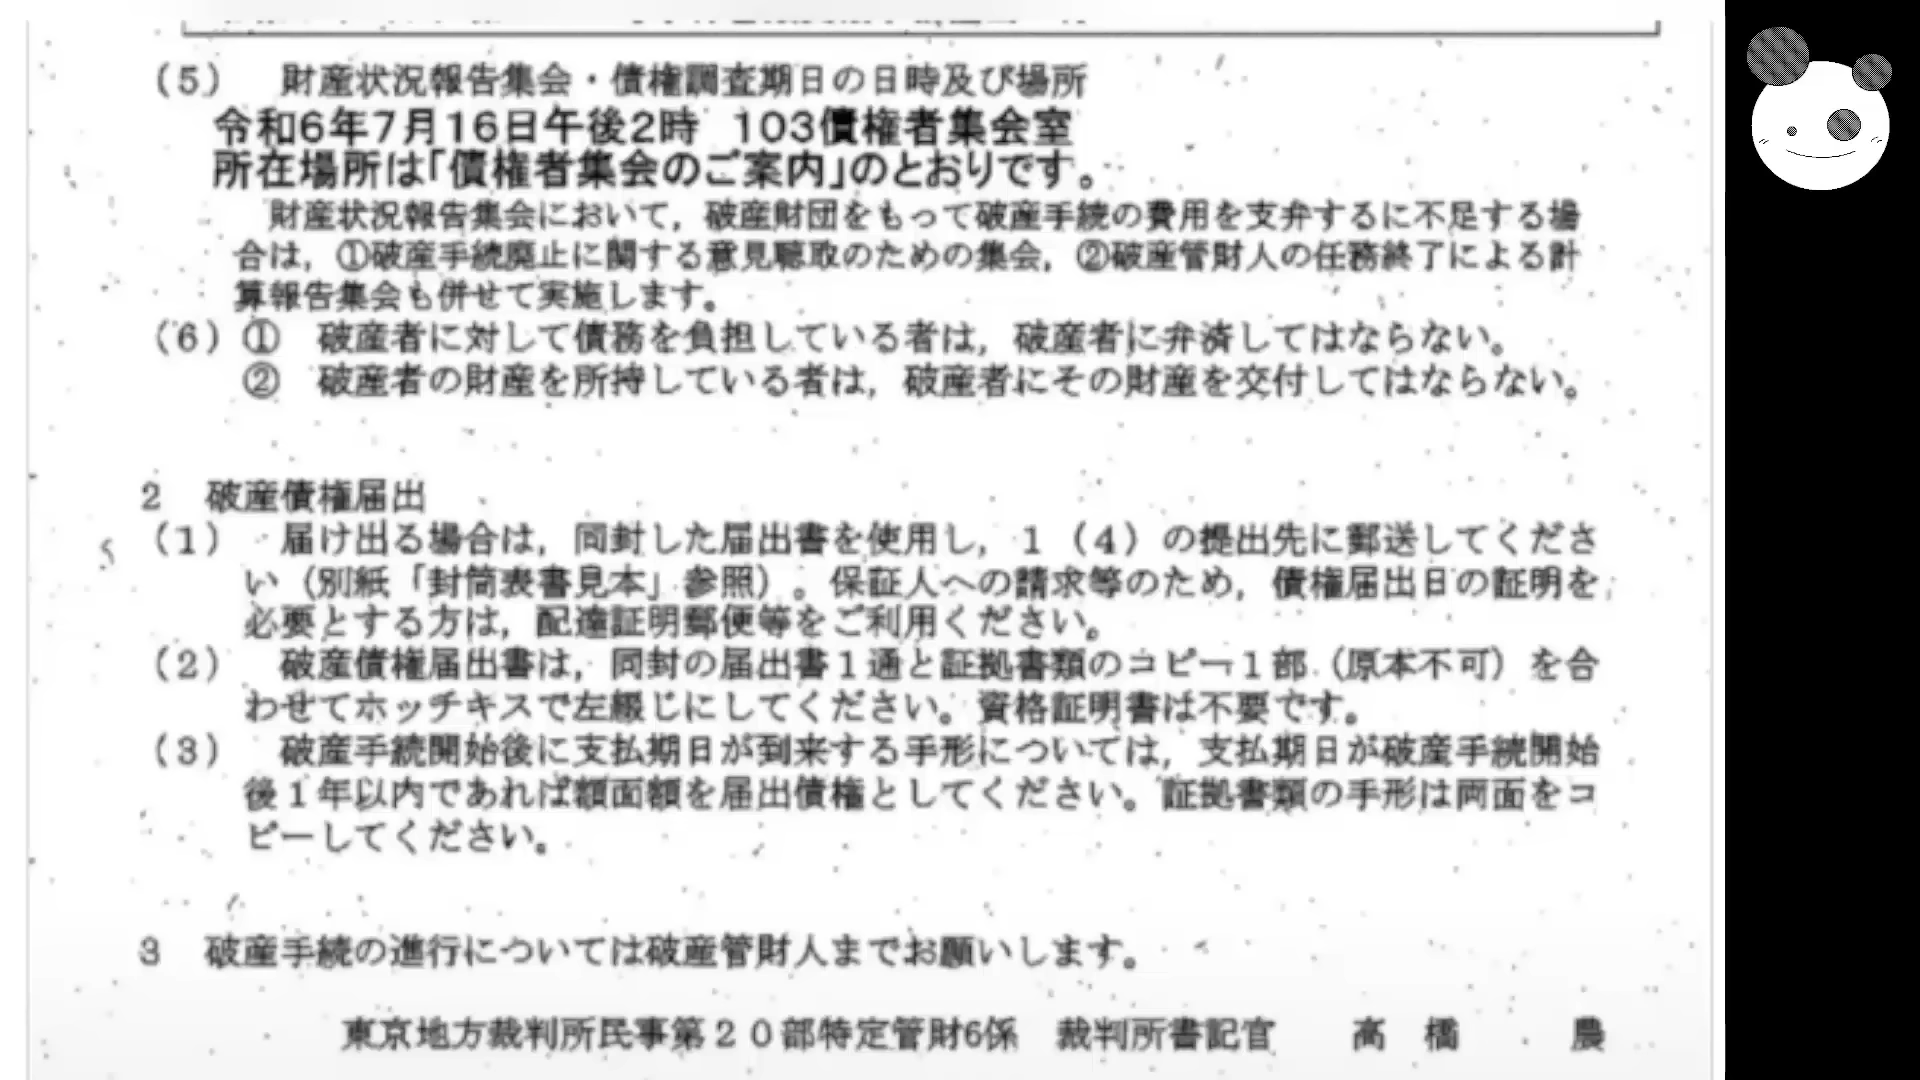 (5) 財産状況報告集会・債権調査期日の日時及び場所
令和6年7月16日午後2時 103債権者集会室
所在場所は「債権者集会のご案内」のとおりです。
財産状況報告集会において，破産財団をもって破産手続の費用を支弁するに不足する場
合は，①破産手続廃止に関する意見聴取のための集会，②破産管財人の任務終了による計
算報告集会も併せて実施します。
(6) ① 破産者に対して債務を負担している者は，破産者に弁済してはならない。
② 破産者の財産を所持している者は，破産者にその財産を交付してはならない。
2 破産債権届出
(1) 届け出る場合は，同封した届出書を使用し，1（4）の提出先に郵送してくださ
い（別紙「封筒表書見本」参照）。保証人への請求等のため，債権届出日の証明を
必要とする方は，配達証明郵便等をご利用ください。
(2) 破産債権届出書は，同封の届出書1通と証拠書類のコピー1部（原本不可）を合
わせてホッチキスで左綴じにしてください。資格証明書は不要です。
(3) 破産手続開始後に支払期日が到来する手形については，支払期日が破産手続開始
後1年以内であれば額面額を届出債権としてください。証拠書類の手形は両面をコ
ピーしてください。
3 破産手続の進行については破産管財人までお願いします。
東京地方裁判所民事第20部特定管財6係 裁判所書記官 高橋 農